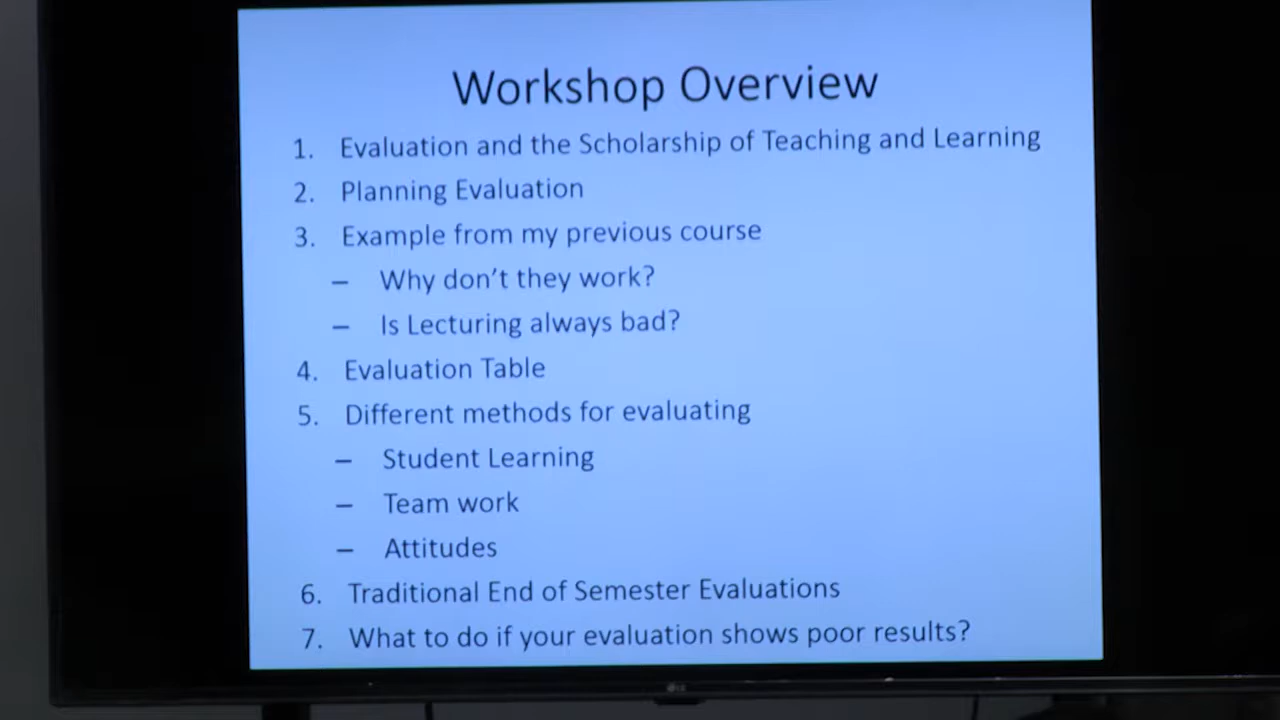 Workshop Overview
1. Evaluation and the Scholarship of Teaching and Learning
2. Planning Evaluation
3. Example from my previous course
– Why don't they work?
– Is Lecturing always bad?
4. Evaluation Table
5. Different methods for evaluating
– Student Learning
– Team work
– Attitudes
6. Traditional End of Semester Evaluations
7. What to do if your evaluation shows poor results?
LG